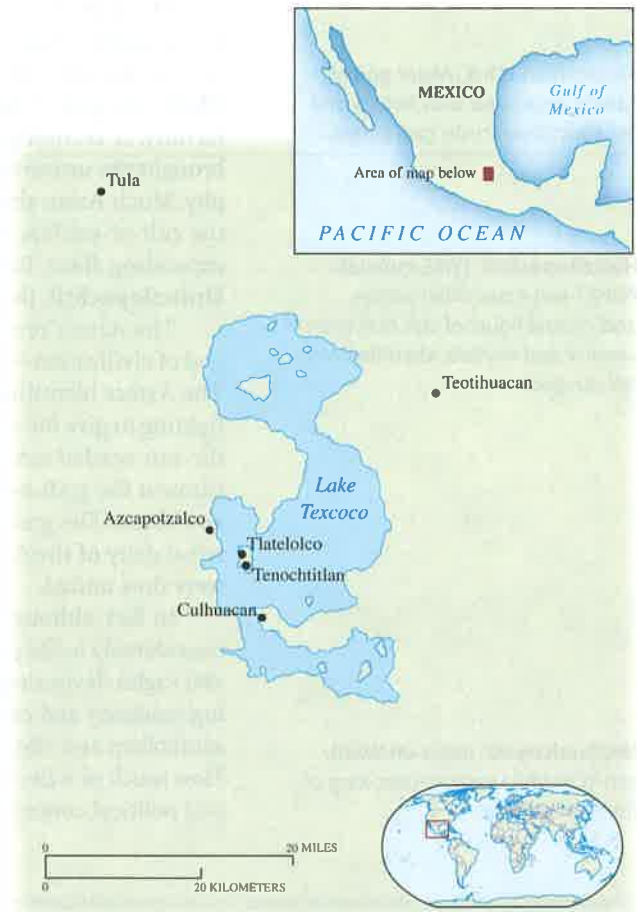 MEXICO
Gulf of
Mexico
Area of map below
PACIFIC OCEAN
Tula
Teotihuacan
Lake
Texcoco
Azcapotzalco
Tlatelolco
Tenochtitlan
Culhuacan
0
20 MILES
0
20 KILOMETERS